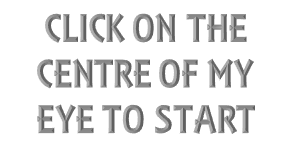 CLICK ON THE
CENTRE OF MY
EYE TO START